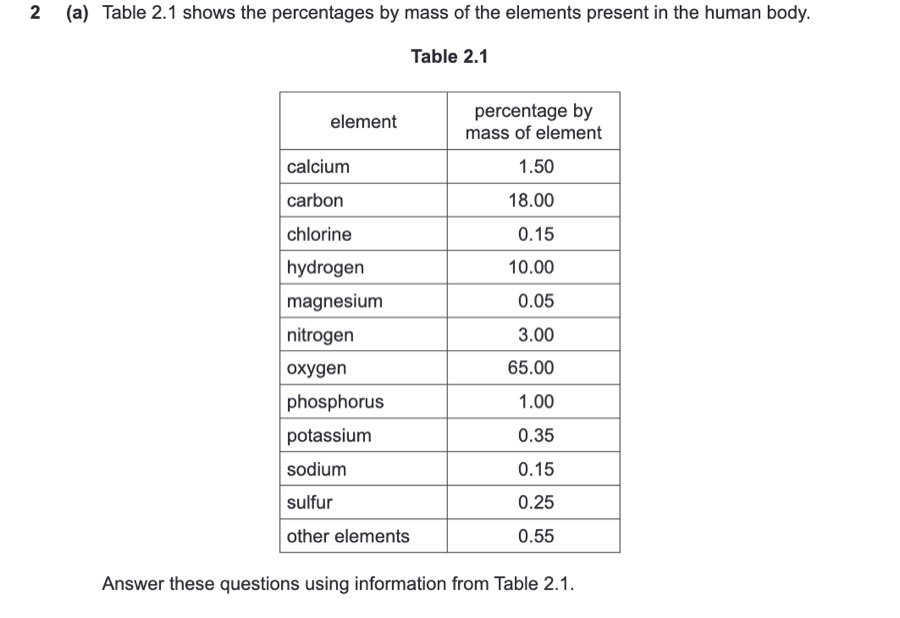 2 (a) Table 2.1 shows the percentages by mass of the elements present in the human body.
Table 2.1
element percentage by
mass of element
calcium 1.50
carbon 18.00
chlorine 0.15
hydrogen 10.00
magnesium 0.05
nitrogen 3.00
oxygen 65.00
phosphorus 1.00
potassium 0.35
sodium 0.15
sulfur 0.25
other elements 0.55
Answer these questions using information from Table 2.1.